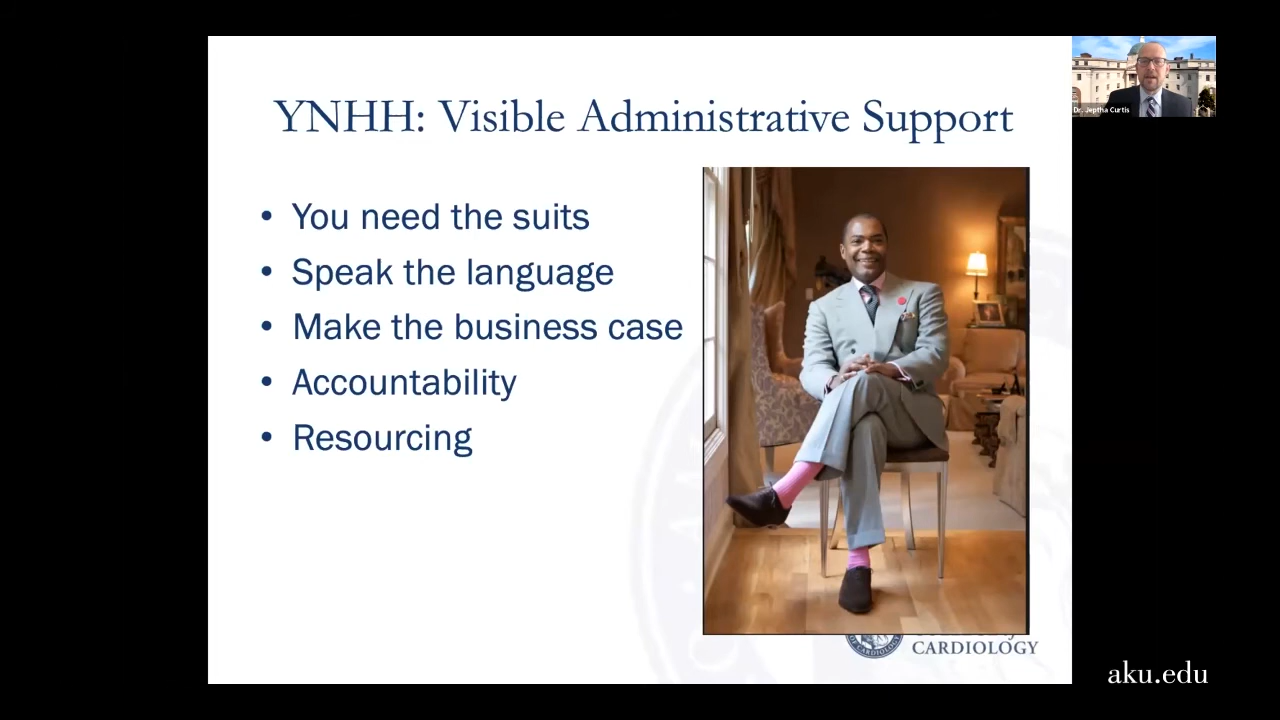 YNHH: Visible Administrative Support
• You need the suits
• Speak the language
• Make the business case
• Accountability
• Resourcing
CARDIOLOGY
Dr. Jeptha Curtis
aku.edu